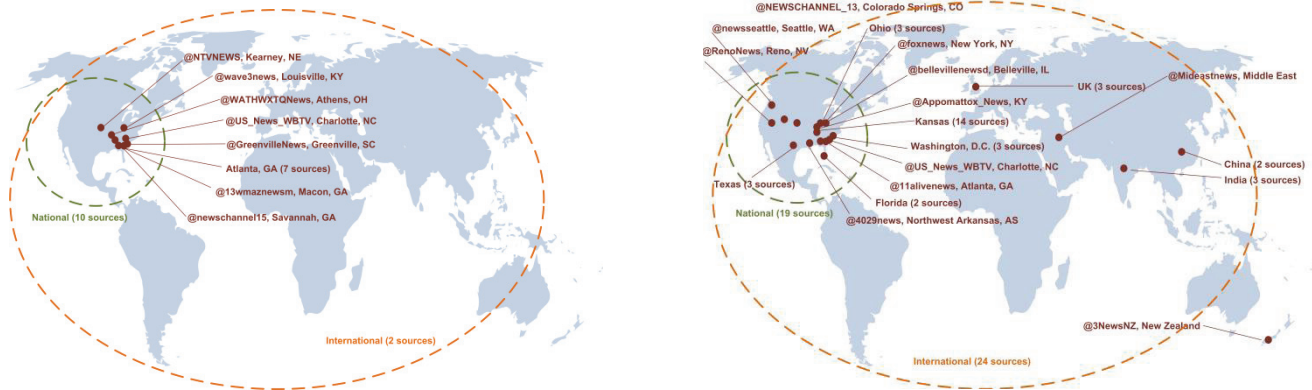 @NTVNEWS, Kearney, NE
@wave3news, Louisville, KY
@WATHWXTQNews, Athens, OH
@US_News_WBTV, Charlotte, NC
@GreenvilleNews, Greenville, SC
Atlanta, GA (7 sources)
@13wmaznewsm, Macon, GA
National (10 sources)
@newschannel15, Savannah, GA
International (2 sources)
@NEWSCHANNEL_13, Colorado Springs, CO
@newsseattle, Seattle, WA
Ohio (3 sources)
@RenoNews, Reno, NV
@foxnews, New York, NY
@bellevillenewsd, Belleville, IL
@Mideastnews, Middle East
UK (3 sources)
@Appomattox_News, KY
Kansas (14 sources)
Washington, D.C. (3 sources)
China (2 sources)
@US_News_WBTV, Charlotte, NC
India (3 sources)
Texas (3 sources)
@11alivenews, Atlanta, GA
Florida (2 sources)
National (19 sources)
@4029news, Northwest Arkansas, AS
@3NewsNZ, New Zealand
International (24 sources)